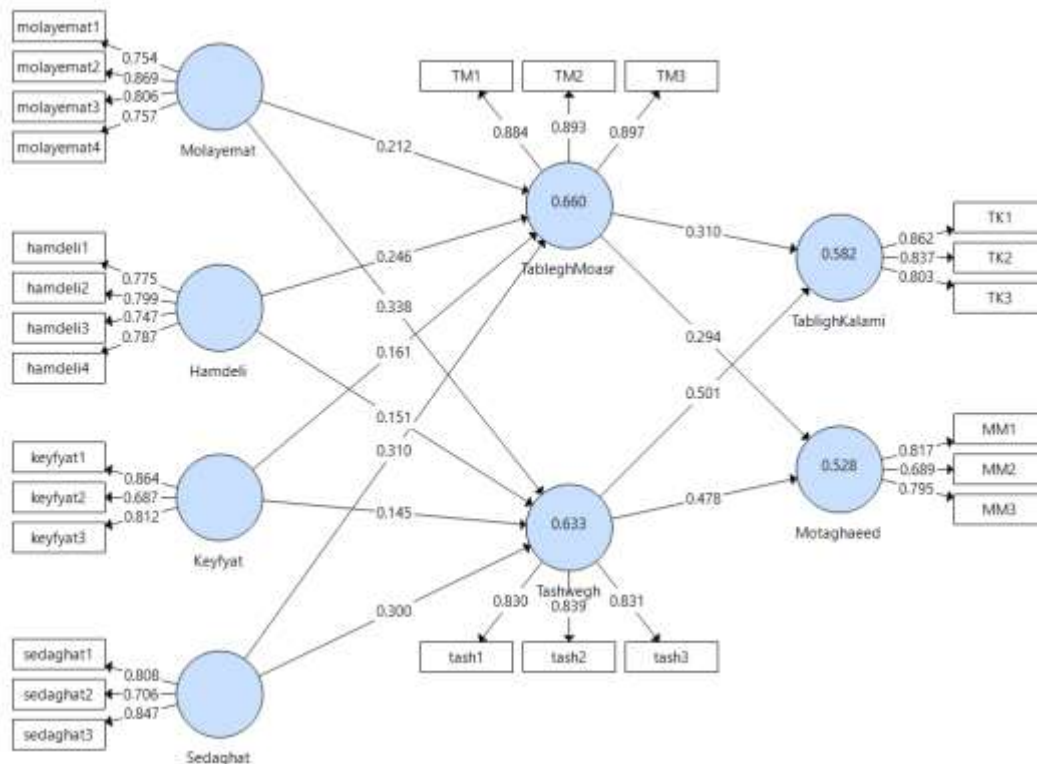 molayemat1
molayemat2
molayemat3
molayemat4
0.754
0.869
0.806
0.757
Molayemat
hamdeli1
hamdeli2
hamdeli3
hamdeli4
0.775
0.799
0.747
0.787
Hamdeli
keyfyat1
keyfyat2
keyfyat3
0.864
0.687
0.812
Keyfyat
sedaghat1
sedaghat2
sedaghat3
0.808
0.706
0.847
Sedaghat
0.212
0.246
0.338
0.161
0.151
0.310
0.145
0.300
TM1
TM2
TM3
0.884
0.893
0.897
0.660
TableghMoasr
0.633
Tashwegh
0.830
0.839
0.831
tash1
tash2
tash3
0.310
0.294
0.501
0.478
0.582
TablighKalami
0.862
0.837
0.803
TK1
TK2
TK3
0.528
Motaghaeed
0.817
0.689
0.795
MM1
MM2
MM3